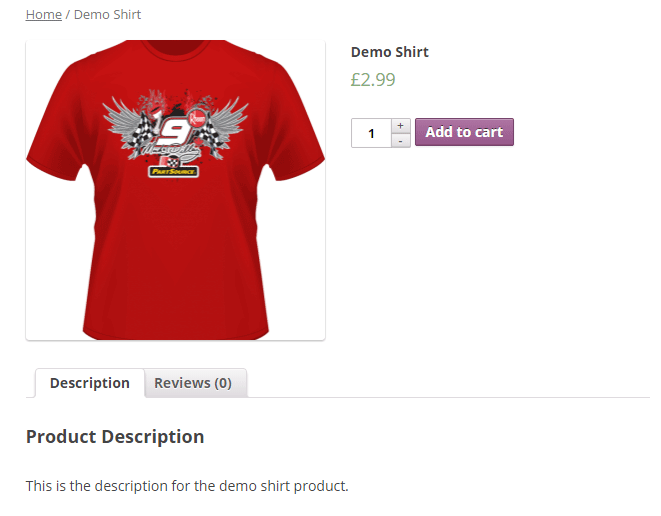 Home / Demo Shirt
Demo Shirt
£2.99
1
+
-
Add to cart
9
PARTSOURCE
Description
Reviews (0)
Product Description
This is the description for the demo shirt product.